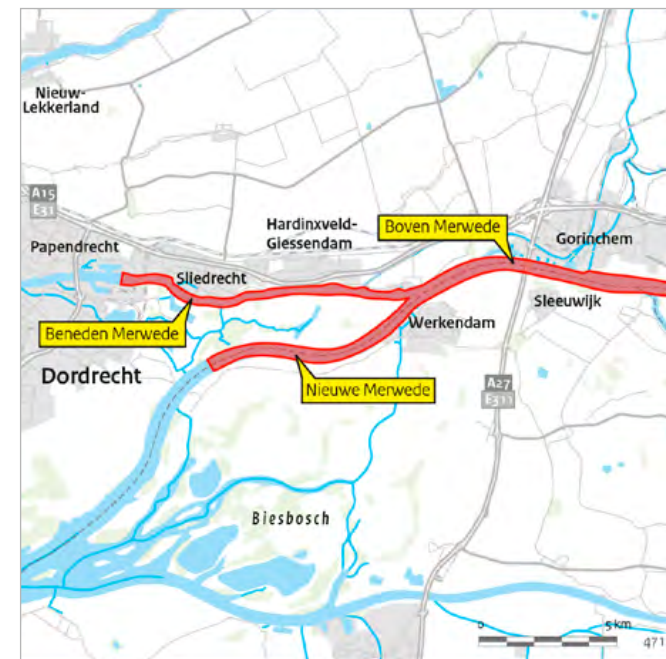 Nieuw-
Lekkerland
A15
E31
Papendrecht
Hardinxveld-
Giessendam
Boven Merwede
Gorinchem
Sliedrecht
Sleeuwijk
Beneden Merwede
Werkendam
Dordrecht
Nieuwe Merwede
A27
E311
Biesbosch
0
5 km
471